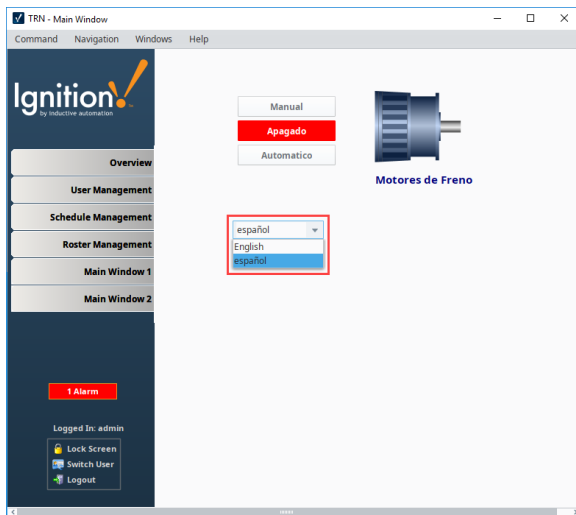 TRN - Main Window
Command Navigation Windows Help
Ignition!
by inductive automation
Overview
User Management
Schedule Management
Roster Management
Main Window 1
Main Window 2
1 Alarm
Logged In: admin
Lock Screen
Switch User
Logout
Manual
Apagado
Automatico
Motores de Freno
español
English
español